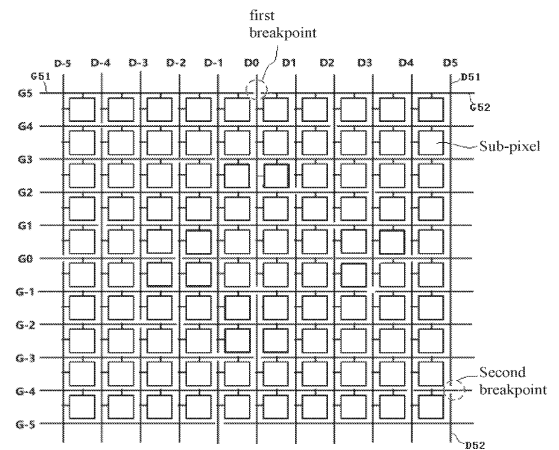 first
breakpoint
D-5 D-4 D-3 D-2 D-1 D0 D1 D2 D3 D4 D5
G51 D51
G5
G52
G4
Sub-pixel
G3
G2
G1
G0
G-1
G-2
G-3
Second
breakpoint
G-4
G-5
D52